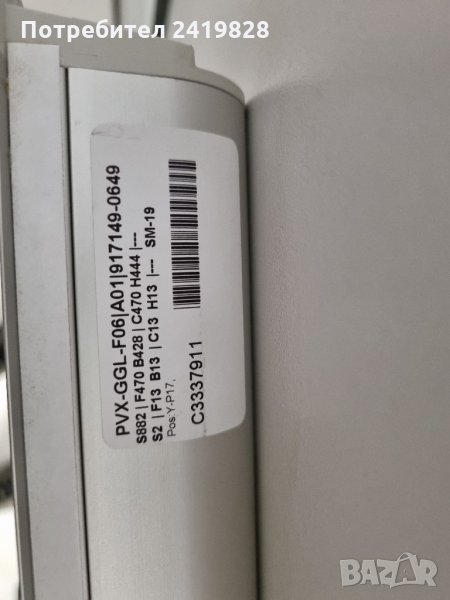 Потребител 2419828
PVX-GGL-F06|A01|917149-0649
S882 | F470 B428 | C470 H444 |---
S2 | F13 B13 | C13 H13 |--- SM-19
Pos:Y-P17,
C3337911
BAZAR